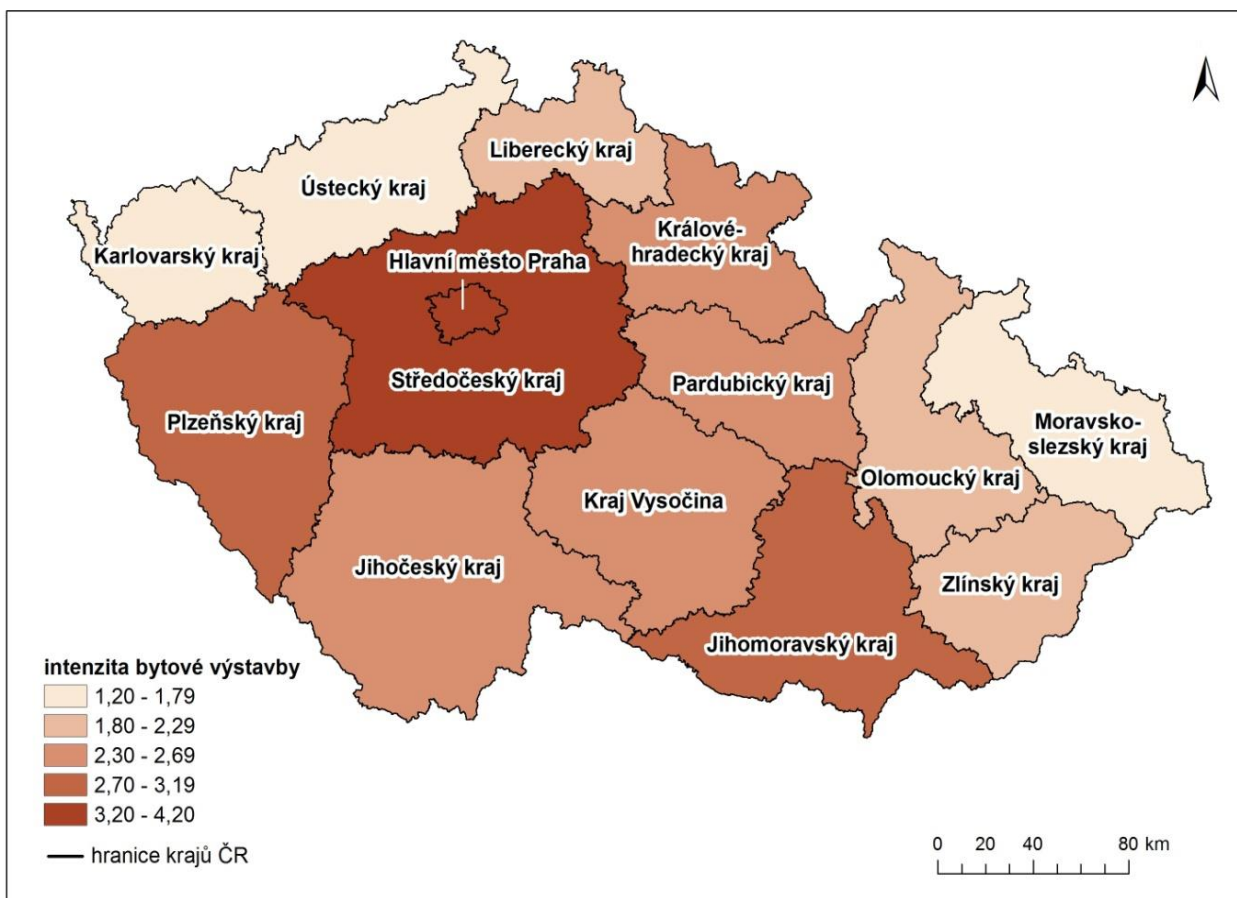 Liberecký kraj
Ústecký kraj
Králové-
hradecký kraj
Karlovarský kraj
Hlavní město Praha
Středočeský kraj
Pardubický kraj
Plzeňský kraj
Moravsko-
slezský kraj
Olomoucký kraj
Kraj Vysočina
Jihočeský kraj
Zlínský kraj
Jihomoravský kraj
intenzita bytové výstavby
1,20 - 1,79
1,80 - 2,29
2,30 - 2,69
2,70 - 3,19
3,20 - 4,20
hranice krajů ČR
0 20 40 80 km